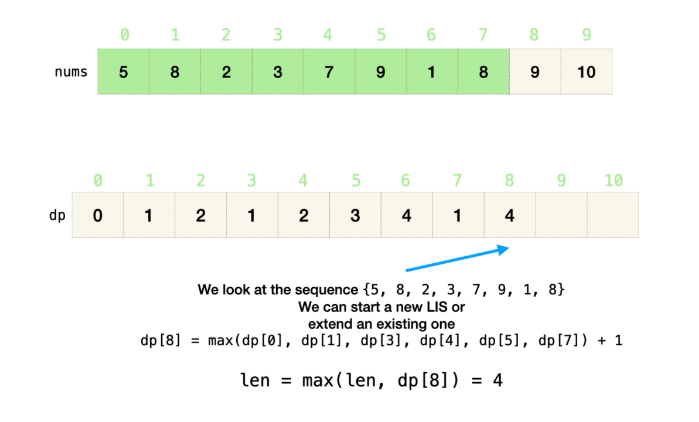 0 1 2 3 4 5 6 7 8 9
nums 5 8 2 3 7 9 1 8 9 10
0 1 2 3 4 5 6 7 8 9 10
dp 0 1 2 1 2 3 4 1 4
We look at the sequence {5, 8, 2, 3, 7, 9, 1, 8}
We can start a new LIS or
extend an existing one
dp[8] = max(dp[0], dp[1], dp[3], dp[4], dp[5], dp[7]) + 1
len = max(len, dp[8]) = 4